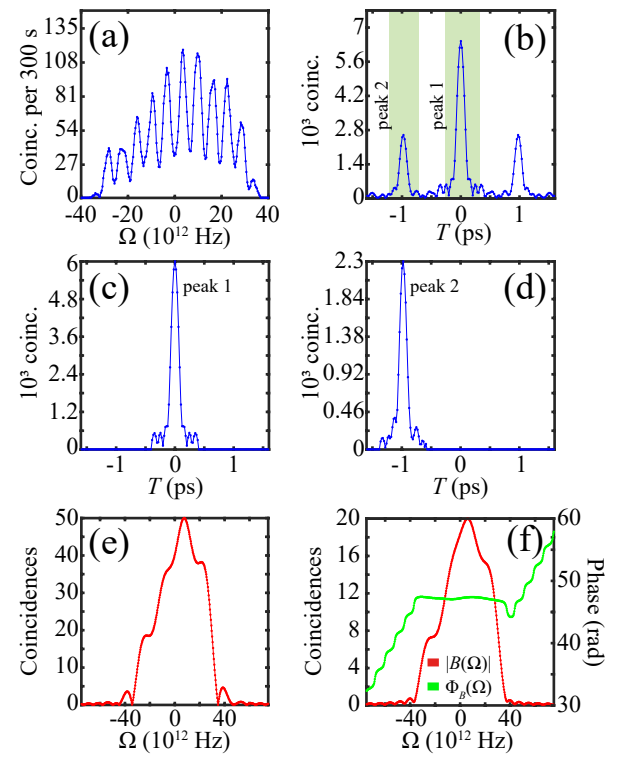 (a)
Coinc. per 300 s
135
108
81
54
27
0
-40 -20 0 20 40
Ω (10¹² Hz)
(b)
10³ coinc.
7
5.6
4.2
2.8
1.4
0
peak 2
peak 1
-1 0 1
T (ps)
(c)
10³ coinc.
6
4.8
3.6
2.4
1.2
0
peak 1
-1 0 1
T (ps)
(d)
10³ coinc.
2.3
1.84
1.38
0.92
0.46
0
peak 2
-1 0 1
T (ps)
(e)
Coincidences
50
40
30
20
10
0
-40 0 40
Ω (10¹² Hz)
(f)
20
16
12
8
4
0
Coincidences
60
50
40
30
Phase (rad)
|B(Ω)|
Φ_B(Ω)
-40 0 40
Ω (10¹² Hz)